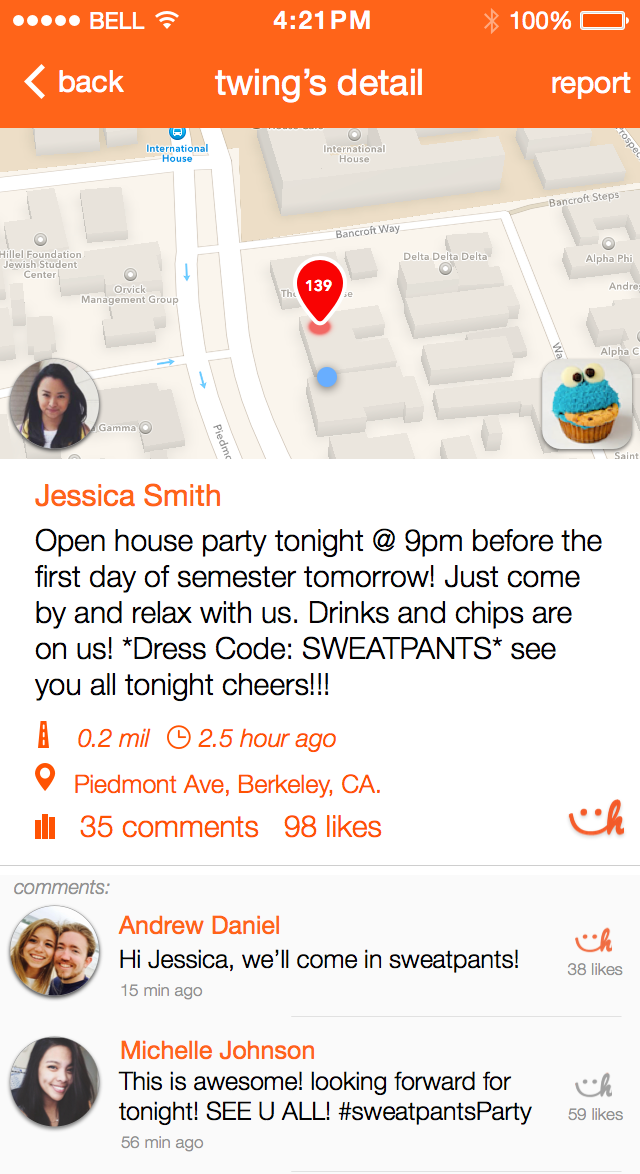 BELL 4:21PM 100%
back twing's detail report
International
House
International
House
Bancroft Steps
Bancroft Way
Hillel Foundation
Jewish Student
Center
Delta Delta Delta
Alpha Phi
Orvick
Management Group
139
Gamma
Jessica Smith
Open house party tonight @ 9pm before the
first day of semester tomorrow! Just come
by and relax with us. Drinks and chips are
on us! *Dress Code: SWEATPANTS* see
you all tonight cheers!!!
0.2 mil 2.5 hour ago
Piedmont Ave, Berkeley, CA.
35 comments 98 likes
comments:
Andrew Daniel
Hi Jessica, we'll come in sweatpants!
15 min ago
38 likes
Michelle Johnson
This is awesome! looking forward for
tonight! SEE U ALL! #sweatpantsParty
56 min ago
59 likes